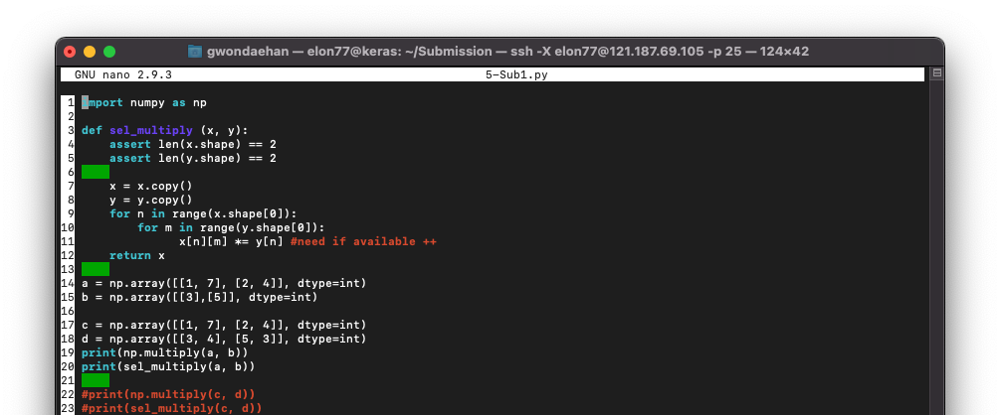 gwondaehan — elon77@keras: ~/Submission — ssh -X elon77@121.187.69.105 -p 25 — 124×42
GNU nano 2.9.3 5-Sub1.py
1 import numpy as np
2
3 def sel_multiply (x, y):
4     assert len(x.shape) == 2
5     assert len(y.shape) == 2
6
7     x = x.copy()
8     y = y.copy()
9     for n in range(x.shape[0]):
10         for m in range(y.shape[0]):
11               x[n][m] *= y[n] #need if available ++
12     return x
13
14 a = np.array([[1, 7], [2, 4]], dtype=int)
15 b = np.array([[3],[5]], dtype=int)
16
17 c = np.array([[1, 7], [2, 4]], dtype=int)
18 d = np.array([[3, 4], [5, 3]], dtype=int)
19 print(np.multiply(a, b))
20 print(sel_multiply(a, b))
21
22 #print(np.multiply(c, d))
23 #print(sel_multiply(c, d))